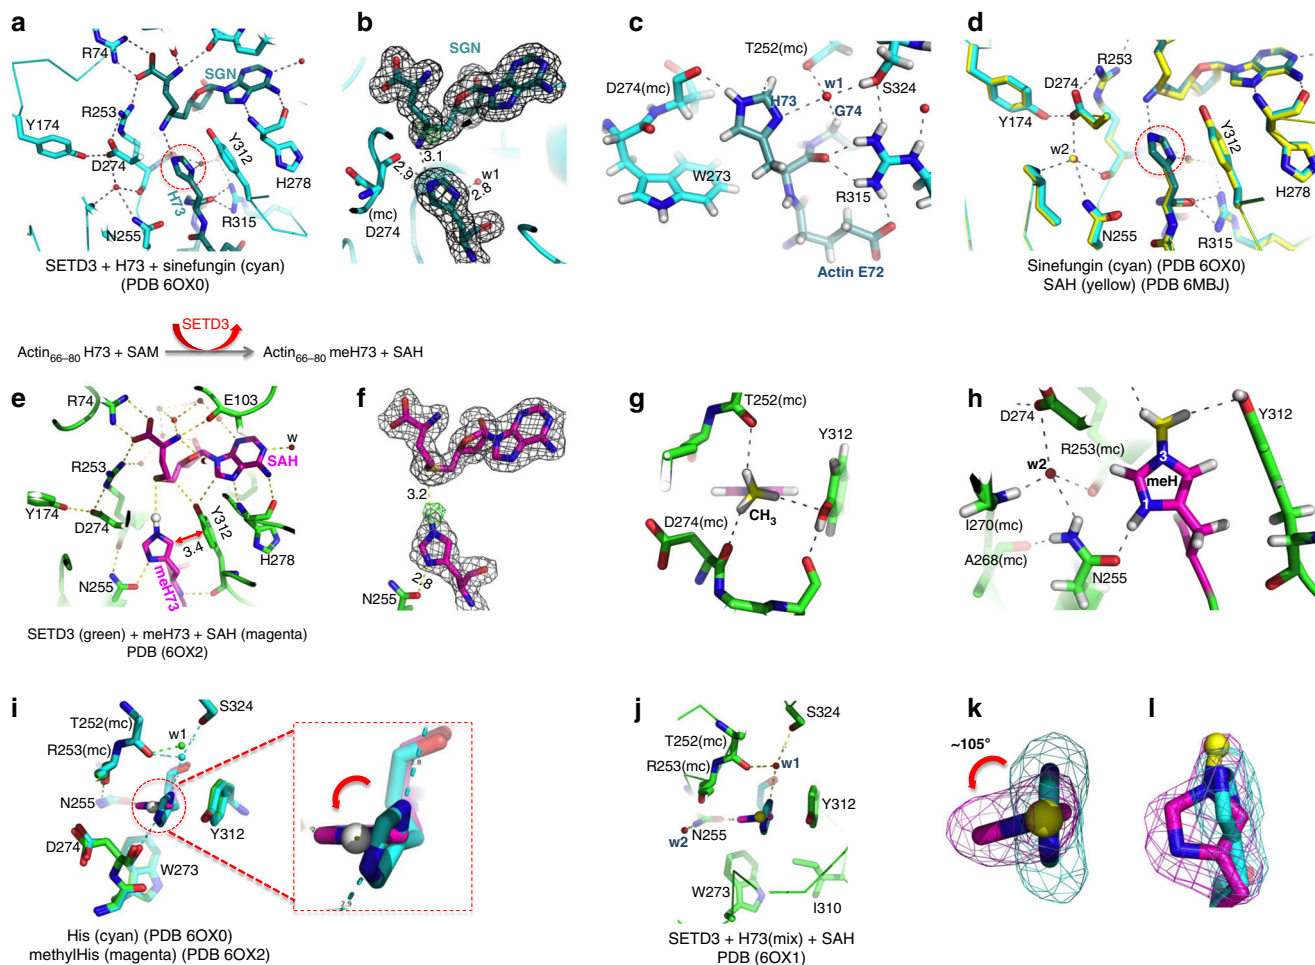 a
R74
SGN
R253
Y174
D274
Y312
H73
H278
R315
N255
SETD3 + H73 + sinefungin (cyan)
(PDB 6OX0)
b
SGN
3.1
2.9
w1
2.8
(mc)
D274
c
T252(mc)
D274(mc)
w1
S324
H73
G74
W273
R315
Actin E72
d
R253
D274
Y174
Y312
w2
H278
N255
R315
Sinefungin (cyan) (PDB 6OX0)
SAH (yellow) (PDB 6MBJ)
SETD3
Actin66–80 H73 + SAM
Actin66–80 meH73 + SAH
e
R74
E103
w
SAH
R253
Y174
D274
Y312
3.4
H278
N255
meH73
SETD3 (green) + meH73 + SAH (magenta)
PDB (6OX2)
f
3.2
2.8
N255
g
T252(mc)
Y312
CH3
D274(mc)
h
D274
Y312
R253(mc)
3
w2
meH
1
I270(mc)
A268(mc)
N255
i
S324
T252(mc)
w1
R253(mc)
N255
Y312
D274
W273
2.8
2.9
His (cyan) (PDB 6OX0)
methylHis (magenta) (PDB 6OX2)
j
S324
T252(mc)
R253(mc)
w1
Y312
N255
w2
W273
I310
SETD3 + H73(mix) + SAH
PDB (6OX1)
k
~105°
l